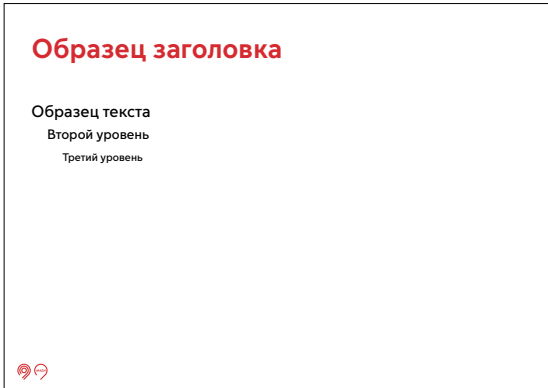 Образец заголовка
Образец текста
Второй уровень
Третий уровень